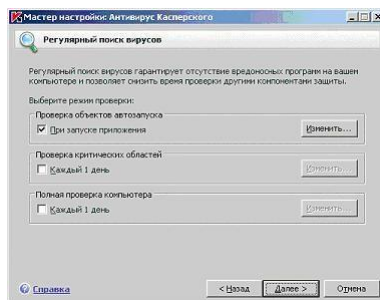 Мастер настройки: Антивирус Касперского
Регулярный поиск вирусов
Регулярный поиск вирусов гарантирует отсутствие вредоносных программ на вашем
компьютере и позволяет снизить время проверки другими компонентами защиты.
Выберите режим проверки:
Проверка объектов автозапуска
При запуске приложения
Изменить...
Проверка критических областей
Каждый 1 день
Изменить...
Полная проверка компьютера
Каждый 1 день
Изменить...
Справка
< Назад
Далее >
Отмена